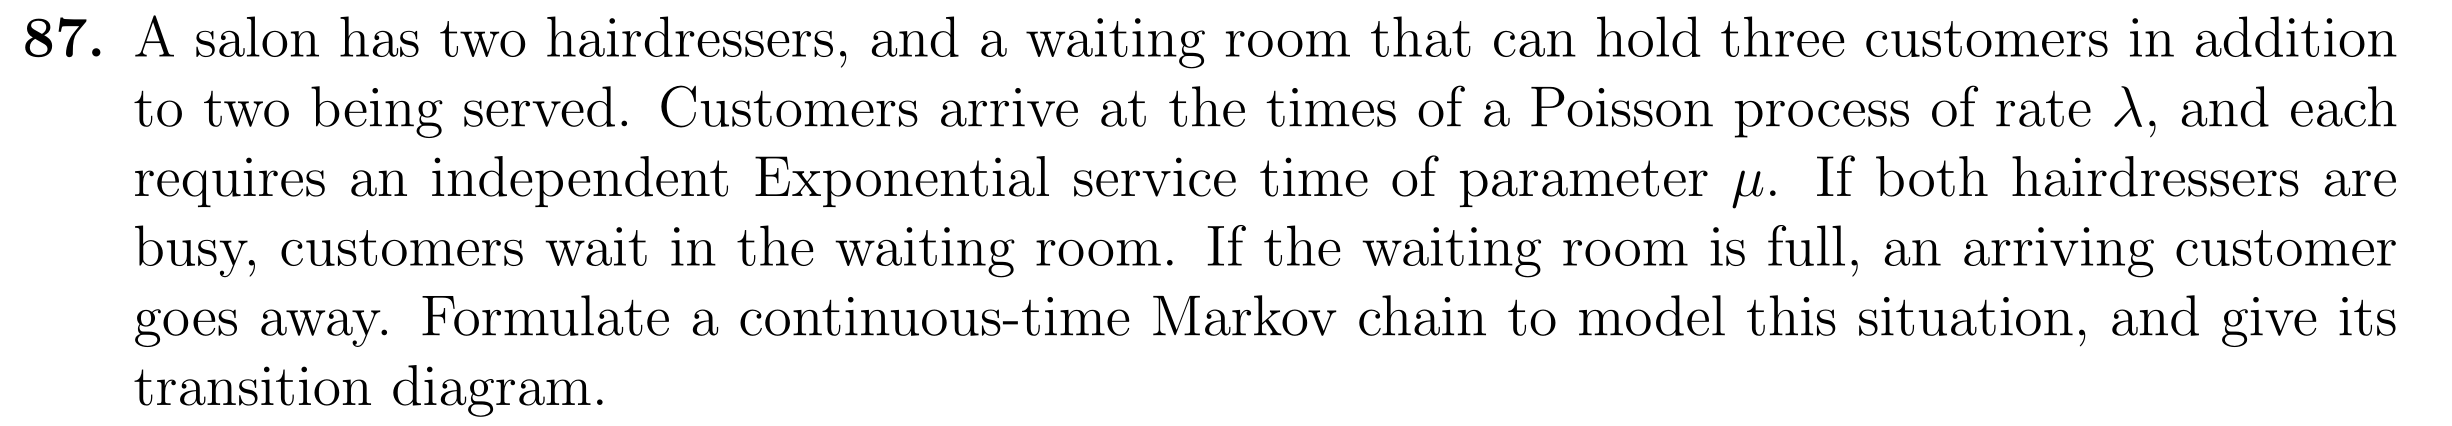 87. A salon has two hairdressers, and a waiting room that can hold three customers in addition
to two being served. Customers arrive at the times of a Poisson process of rate λ, and each
requires an independent Exponential service time of parameter μ. If both hairdressers are
busy, customers wait in the waiting room. If the waiting room is full, an arriving customer
goes away. Formulate a continuous-time Markov chain to model this situation, and give its
transition diagram.